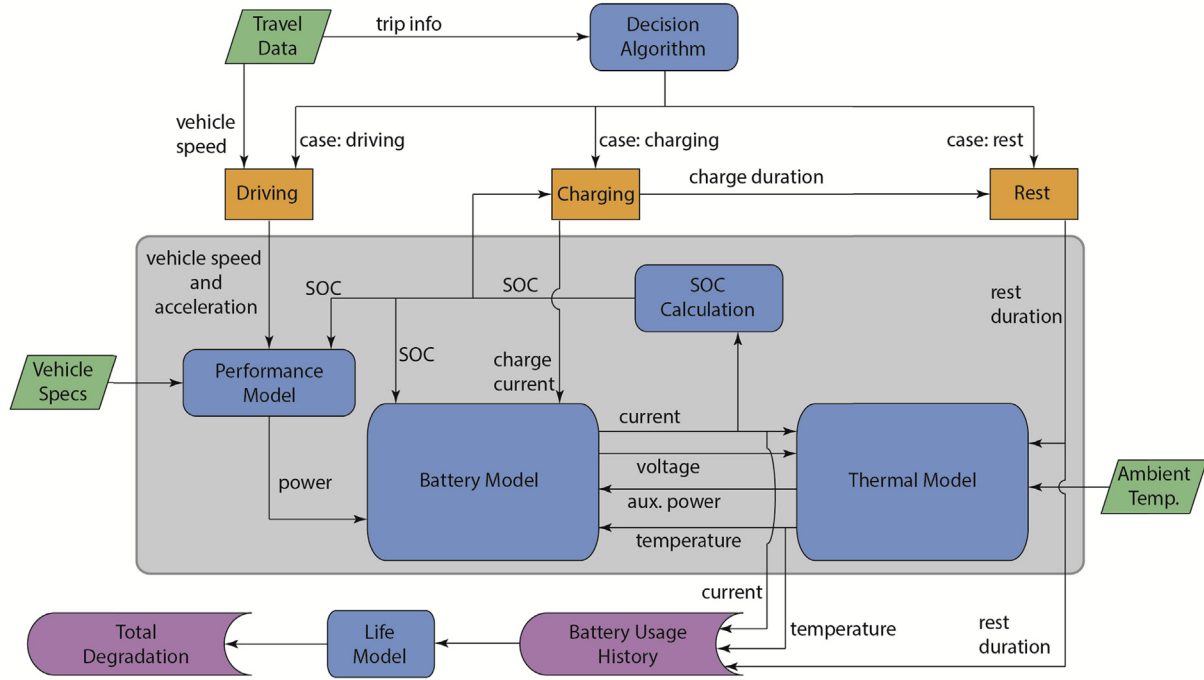 Travel
Data
trip info
Decision
Algorithm
vehicle
speed
case: driving
case: charging
case: rest
Driving
Charging
charge duration
Rest
vehicle speed
and
acceleration
SOC
SOC
SOC
Calculation
rest
duration
Vehicle
Specs
Performance
Model
SOC
charge
current
current
voltage
aux. power
temperature
Battery Model
Thermal Model
Ambient
Temp.
power
current
temperature
rest
duration
Total
Degradation
Life
Model
Battery Usage
History